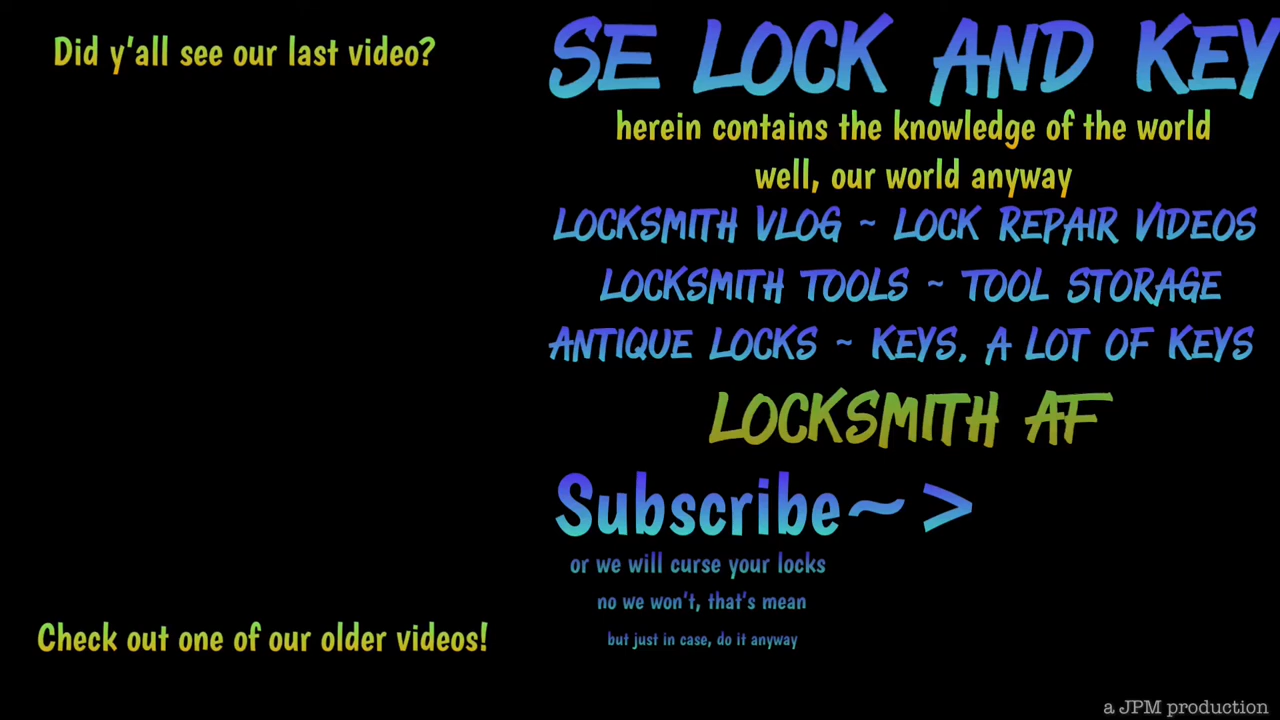 Did y'all see our last video?
SE LOCK AND KEY
herein contains the knowledge of the world
well, our world anyway
LOCKSMITH VLOG ~ LOCK REPAIR VIDEOS
LOCKSMITH TOOLS ~ TOOL STORAGE
ANTIQUE LOCKS ~ KEYS, A LOT OF KEYS
LOCKSMITH AF
Subscribe~>
or we will curse your locks
no we won't, that's mean
but just in case, do it anyway
Check out one of our older videos!
a JPM production